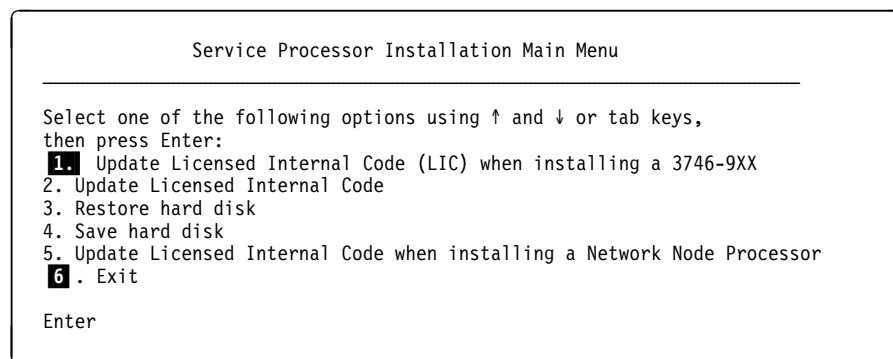 Service Processor Installation Main Menu
Select one of the following options using ↑ and ↓ or tab keys,
then press Enter:
1. Update Licensed Internal Code (LIC) when installing a 3746-9XX
2. Update Licensed Internal Code
3. Restore hard disk
4. Save hard disk
5. Update Licensed Internal Code when installing a Network Node Processor
6 . Exit
Enter